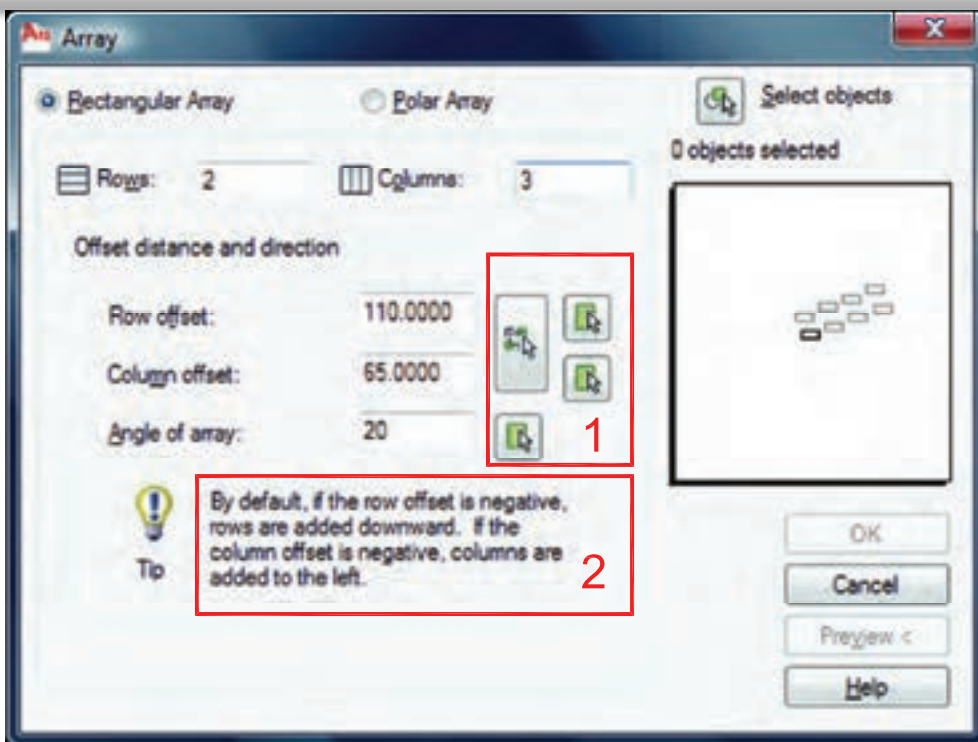 Array
Rectangular Array
Polar Array
Select objects
0 objects selected
Rows: 2
Columns: 3
Offset distance and direction
Row offset: 110.0000
Column offset: 65.0000
Angle of array: 20
1
Tip
By default, if the row offset is negative,
rows are added downward. If the
column offset is negative, columns are
added to the left.
2
OK
Cancel
Preview <
Help